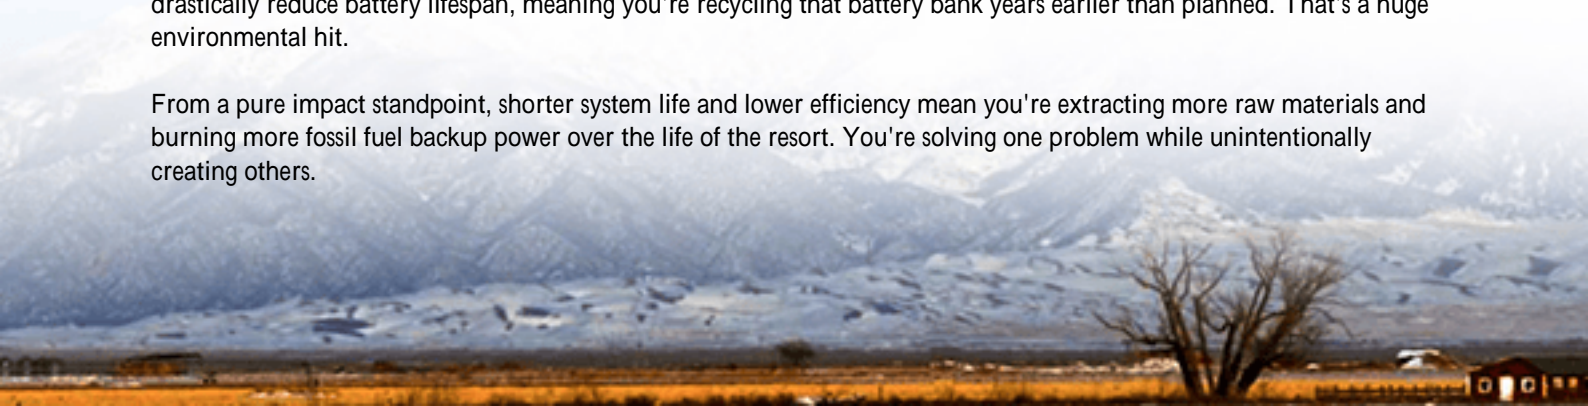 drastically reduce battery lifespan, meaning you're recycling that battery bank years earlier than planned. That's a huge
environmental hit.
From a pure impact standpoint, shorter system life and lower efficiency mean you're extracting more raw materials and
burning more fossil fuel backup power over the life of the resort. You're solving one problem while unintentionally
creating others.